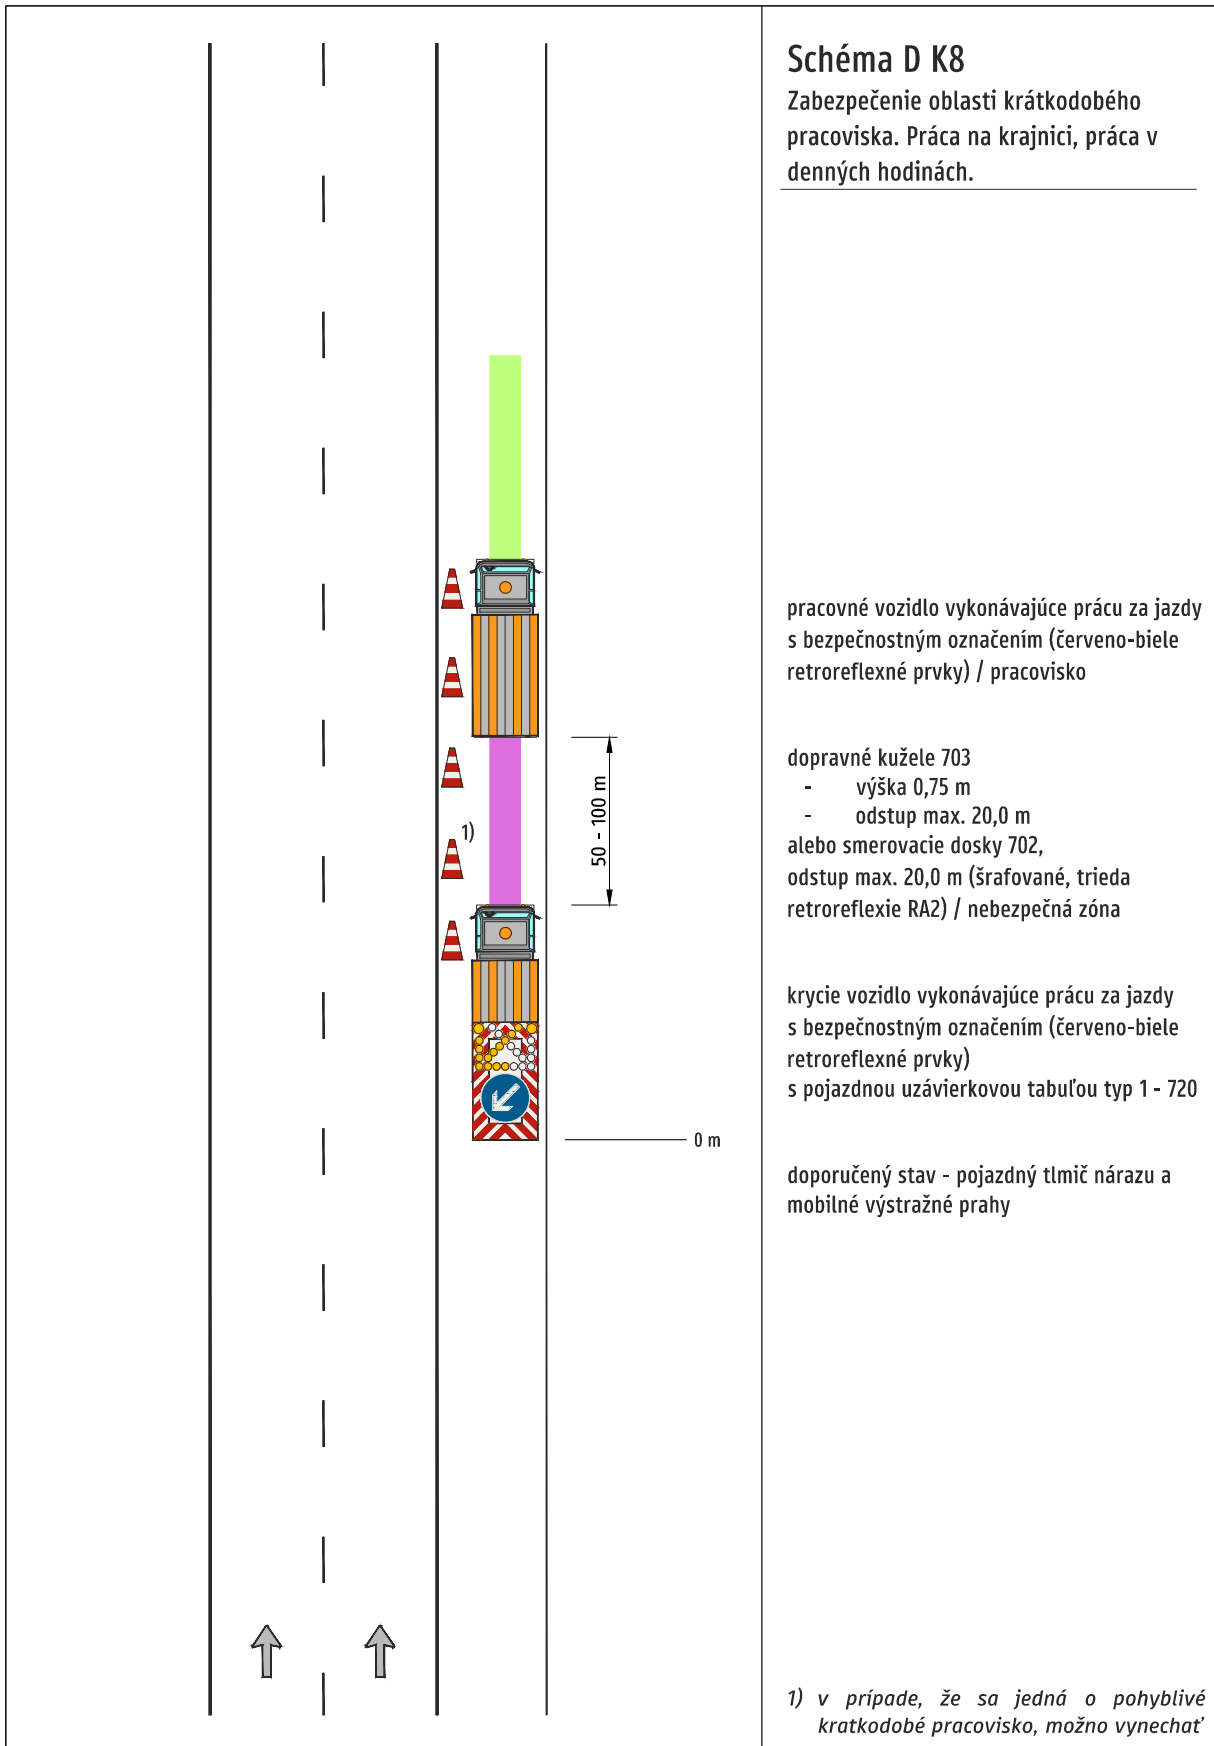 Schéma D K8
Zabezpečenie oblasti krátkodobého
pracoviska. Práca na krajnici, práca v
denných hodinách.
pracovné vozidlo vykonávajúce prácu za jazdy
s bezpečnostným označením (červeno-biele
retroreflexné prvky) / pracovisko
dopravné kužele 703
- výška 0,75 m
- odstup max. 20,0 m
alebo smerovacie dosky 702,
odstup max. 20,0 m (šrafované, trieda
retroreflexie RA2) / nebezpečná zóna
1)
50 - 100 m
krycie vozidlo vykonávajúce prácu za jazdy
s bezpečnostným označením (červeno-biele
retroreflexné prvky)
s pojazdnou uzávierkovou tabuľou typ 1 - 720
0 m
doporučený stav - pojazdný tlmič nárazu a
mobilné výstražné prahy
1) v prípade, že sa jedná o pohyblivé
kratkodobé pracovisko, možno vynechať